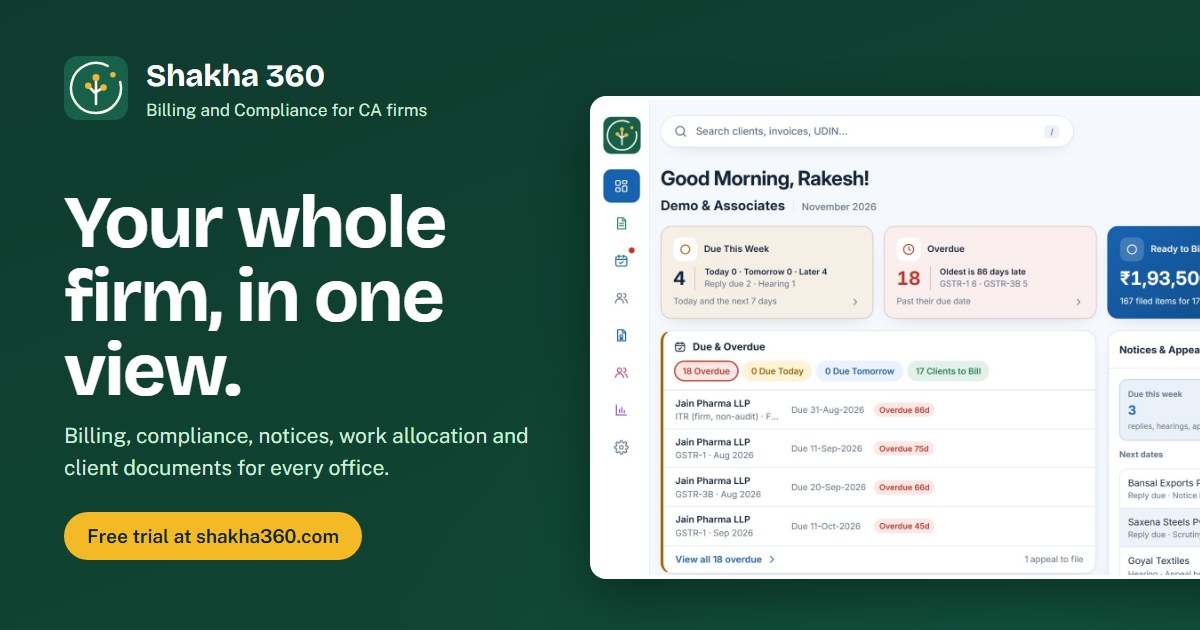 Shakha 360
Billing and Compliance for CA firms
Your whole
firm, in one
view.
Billing, compliance, notices, work allocation and
client documents for every office.
Free trial at shakha360.com
Search clients, invoices, UDIN...
/
Good Morning, Rakesh!
Demo & Associates
November 2026
Due This Week
4
Today 0 · Tomorrow 0 · Later 4
Reply due 2 · Hearing 1
Today and the next 7 days
Overdue
18
Oldest is 86 days late
GSTR-1 6 · GSTR-3B 5
Past their due date
Ready to Bi
₹1,93,50
167 filed items for 17
Due & Overdue
18 Overdue
0 Due Today
0 Due Tomorrow
17 Clients to Bill
Jain Pharma LLP
ITR (firm, non-audit) · F...
Due 31-Aug-2026
Overdue 86d
Jain Pharma LLP
GSTR-1 · Aug 2026
Due 11-Sep-2026
Overdue 75d
Jain Pharma LLP
GSTR-3B · Aug 2026
Due 20-Sep-2026
Overdue 66d
Jain Pharma LLP
GSTR-1 · Sep 2026
Due 11-Oct-2026
Overdue 45d
View all 18 overdue
1 appeal to file
Notices & Appea
Due this week
3
replies, hearings, ap
Next dates
Bansal Exports P
Reply due · Notice
Saxena Steels P
Reply due · Scrutin
Goyal Textiles
Hearing · Appeal